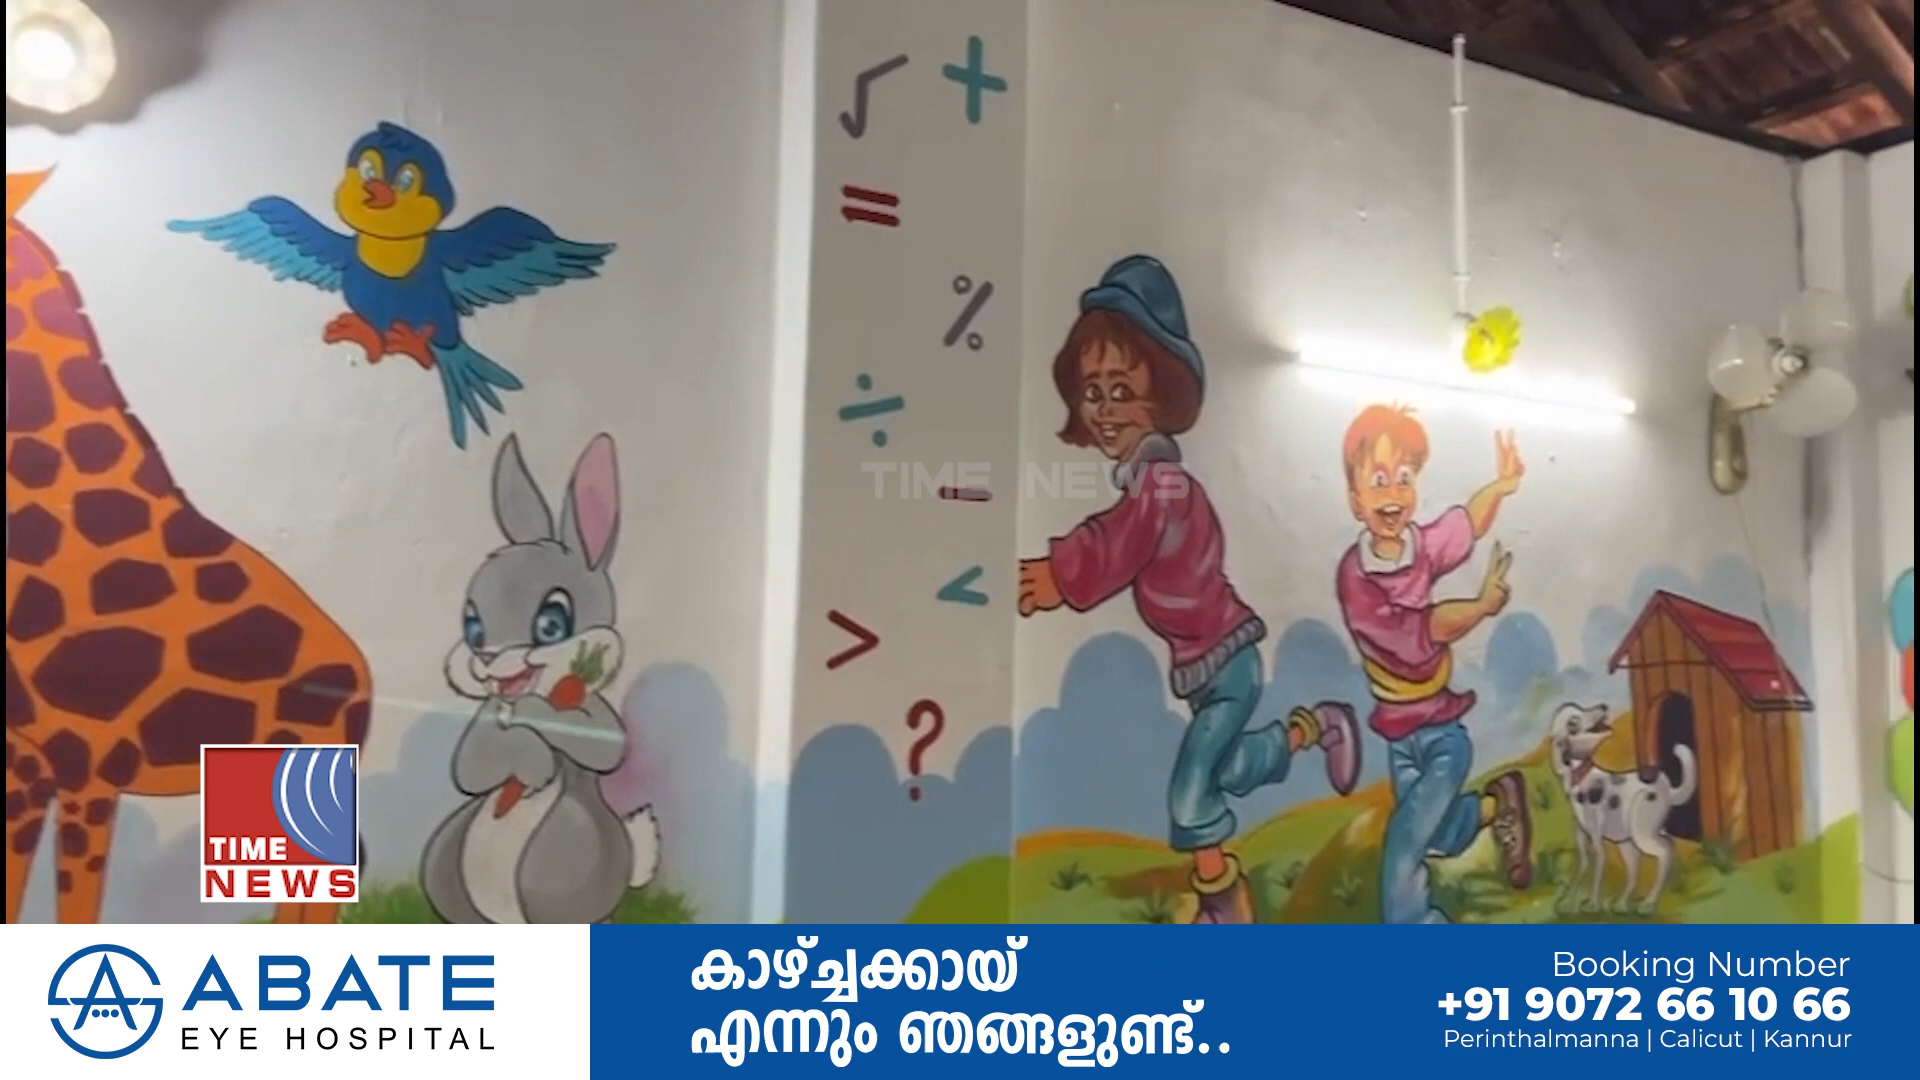 √ +
=
%
÷
TIME NEWS
−
<
>
?
TIME
NEWS
ABATE
EYE HOSPITAL
കാഴ്ച്ചക്കായ്
എന്നും ഞങ്ങളുണ്ട്..
Booking Number
+91 9072 66 10 66
Perinthalmanna | Calicut | Kannur